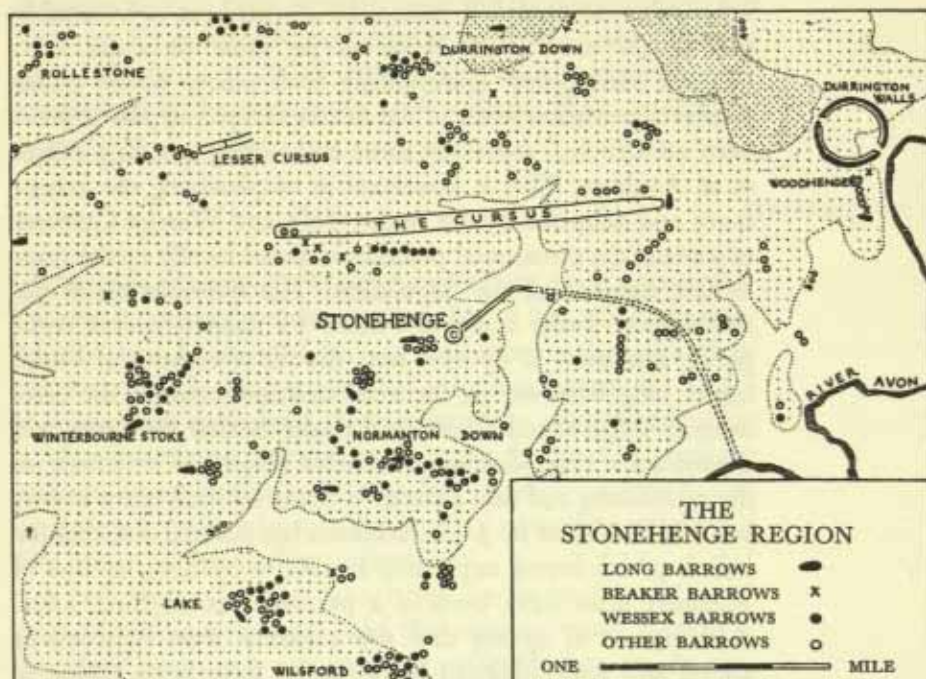 DURRINGTON DOWN
ROLLESTONE
DURRINGTON
WALLS
LESSER CURSUS
WOODHENGE
THE CURSUS
STONEHENGE
RIVER AVON
WINTERBOURNE STOKE
NORMANTON DOWN
LAKE
WILSFORD
THE
STONEHENGE REGION
LONG BARROWS
BEAKER BARROWS x
WESSEX BARROWS
OTHER BARROWS
ONE MILE